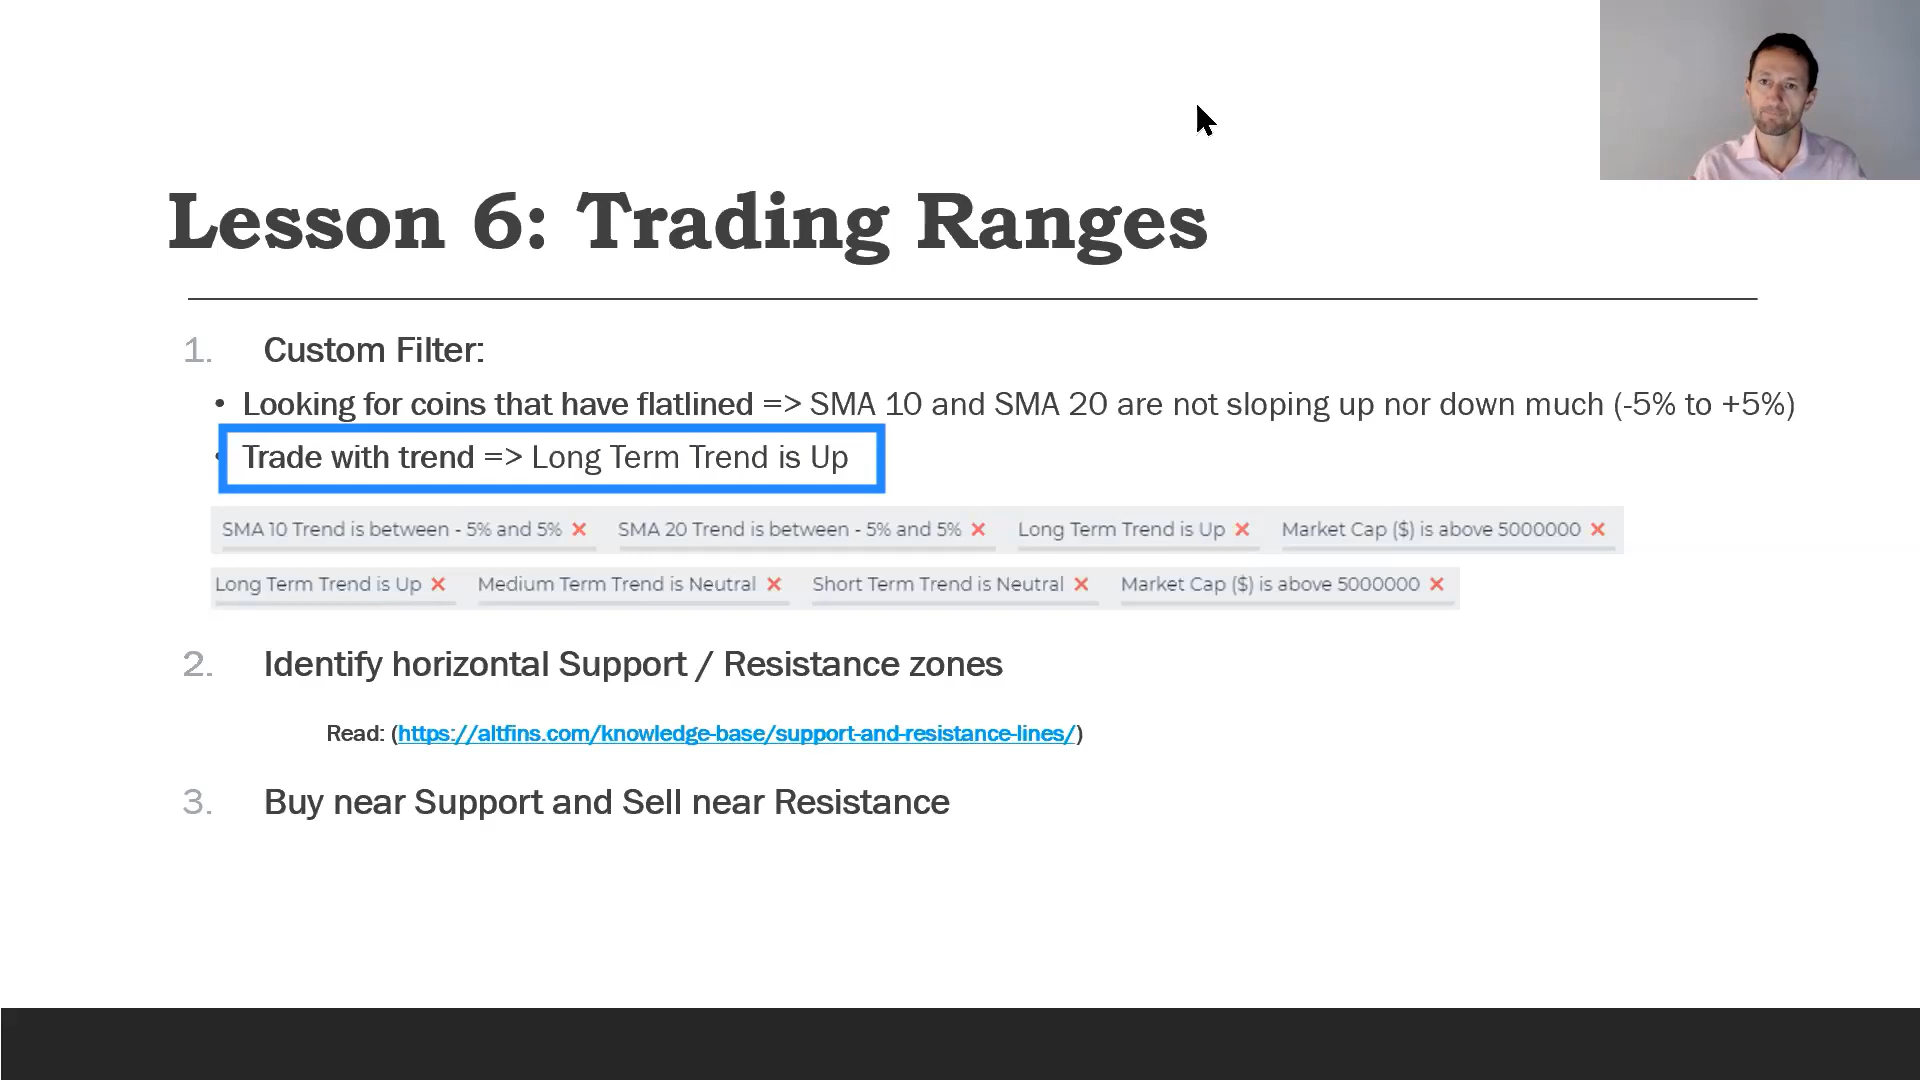 Lesson 6: Trading Ranges
1. Custom Filter:
• Looking for coins that have flatlined => SMA 10 and SMA 20 are not sloping up nor down much (-5% to +5%)
• Trade with trend => Long Term Trend is Up
SMA 10 Trend is between - 5% and 5% ✕ SMA 20 Trend is between - 5% and 5% ✕ Long Term Trend is Up ✕ Market Cap ($) is above 5000000 ✕
Long Term Trend is Up ✕ Medium Term Trend is Neutral ✕ Short Term Trend is Neutral ✕ Market Cap ($) is above 5000000 ✕
2. Identify horizontal Support / Resistance zones
Read: (https://altfins.com/knowledge-base/support-and-resistance-lines/)
3. Buy near Support and Sell near Resistance